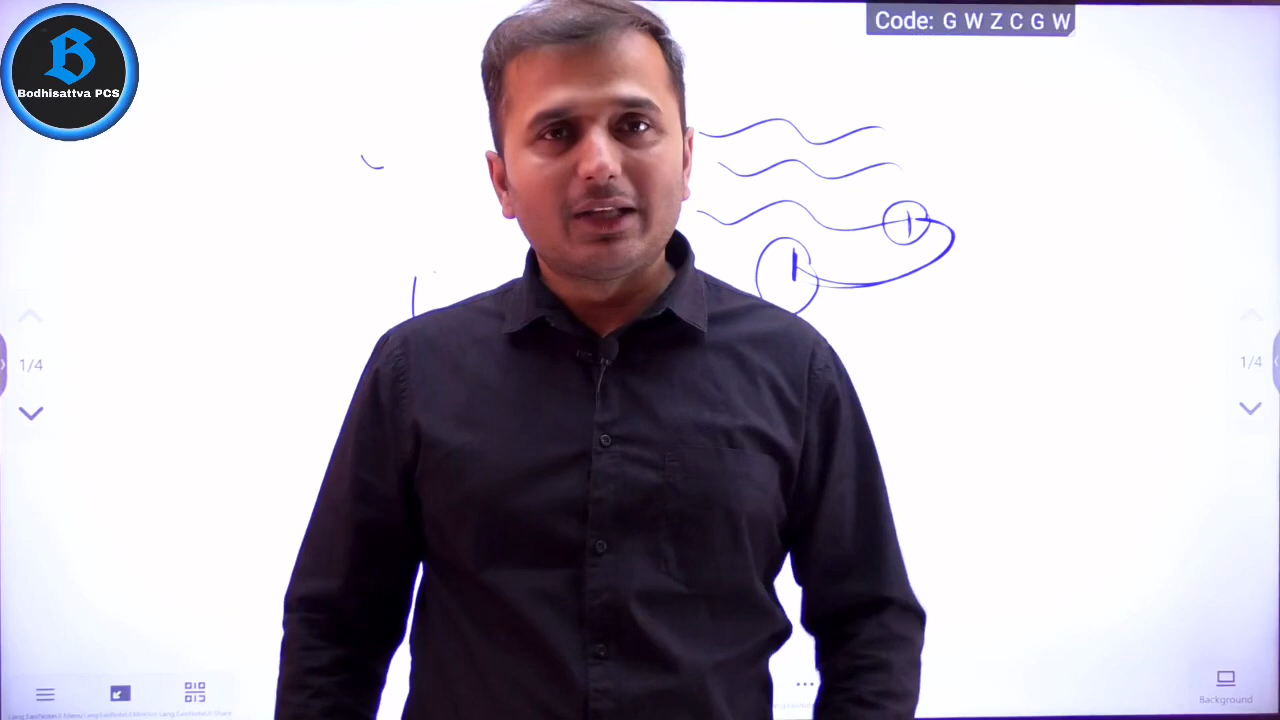 B
Bodhisattva PCS
Code: G W Z C G W
1/4
1/4
Background